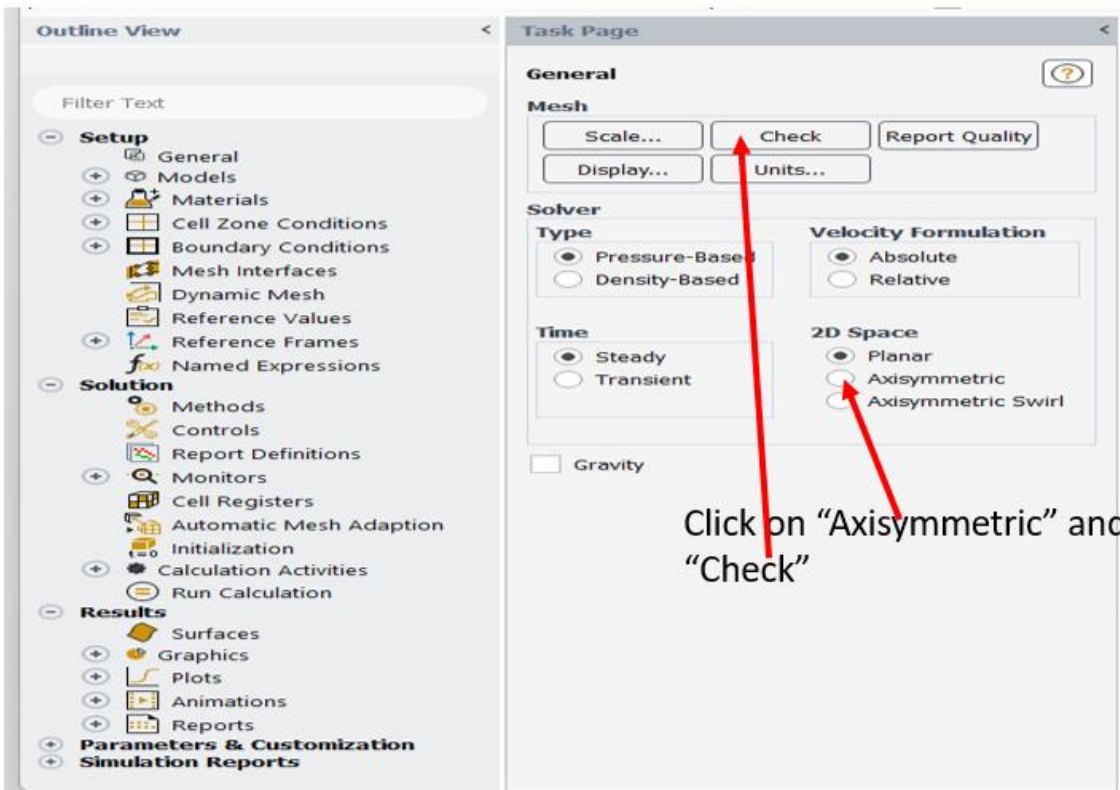 Outline View <
Filter Text
Setup
General
Models
Materials
Cell Zone Conditions
Boundary Conditions
Mesh Interfaces
Dynamic Mesh
Reference Values
Reference Frames
f(x) Named Expressions
Solution
Methods
Controls
Report Definitions
Monitors
Cell Registers
Automatic Mesh Adaption
t=0 Initialization
Calculation Activities
Run Calculation
Results
Surfaces
Graphics
Plots
Animations
Reports
Parameters & Customization
Simulation Reports
Task Page <
General ?
Mesh
Scale... Check Report Quality
Display... Units...
Solver
Type
Pressure-Based
Density-Based
Velocity Formulation
Absolute
Relative
Time
Steady
Transient
2D Space
Planar
Axisymmetric
Axisymmetric Swirl
Gravity
Click on “Axisymmetric” and
“Check”